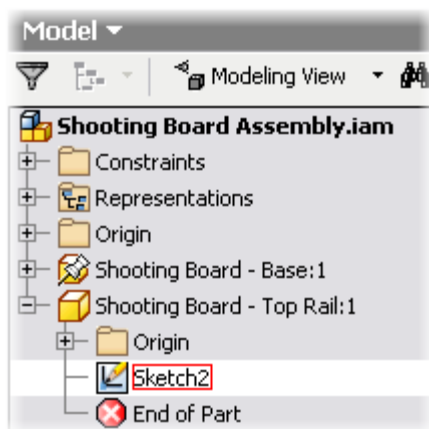 Model
Modeling View
Shooting Board Assembly.iam
Constraints
Representations
Origin
Shooting Board - Base:1
Shooting Board - Top Rail:1
Origin
Sketch2
End of Part